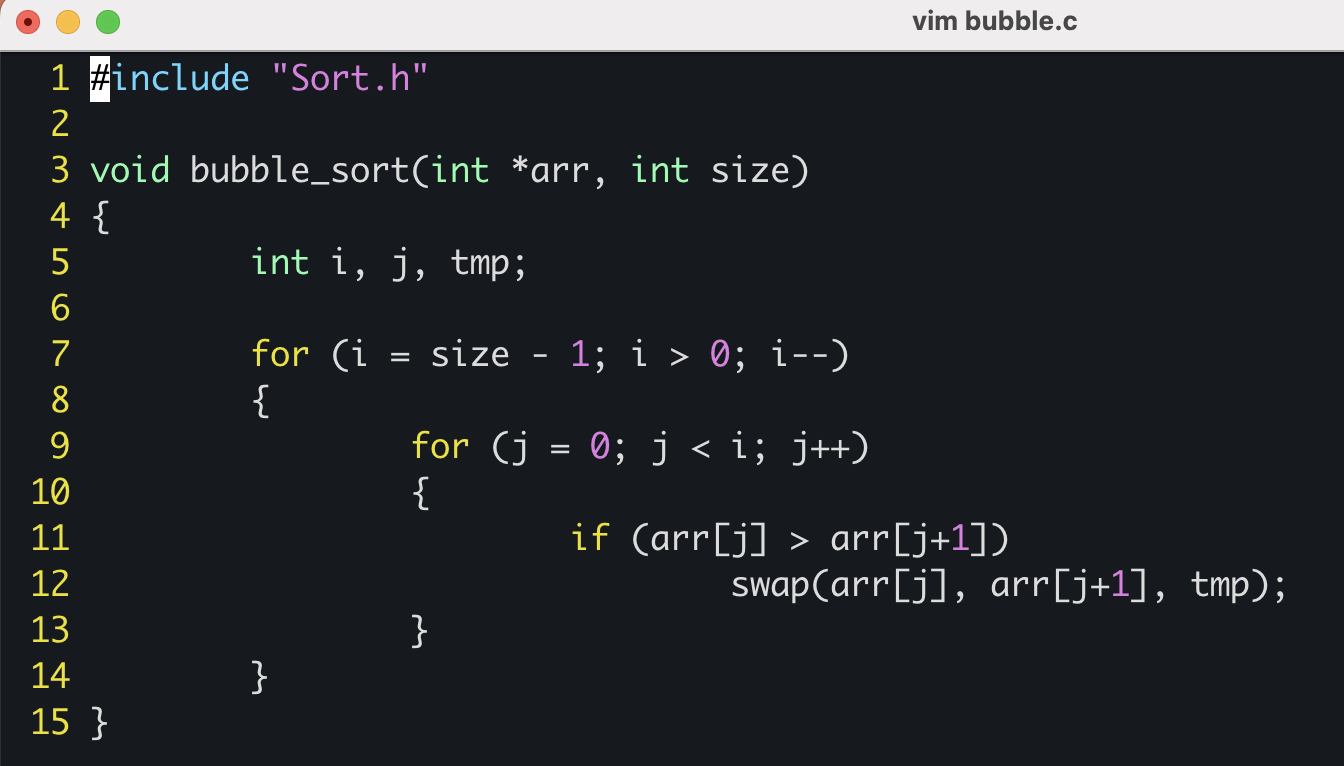 vim bubble.c
1 #include "Sort.h"
2
3 void bubble_sort(int *arr, int size)
4 {
5         int i, j, tmp;
6
7         for (i = size - 1; i > 0; i--)
8         {
9                 for (j = 0; j < i; j++)
10                 {
11                         if (arr[j] > arr[j+1])
12                                 swap(arr[j], arr[j+1], tmp);
13                 }
14         }
15 }